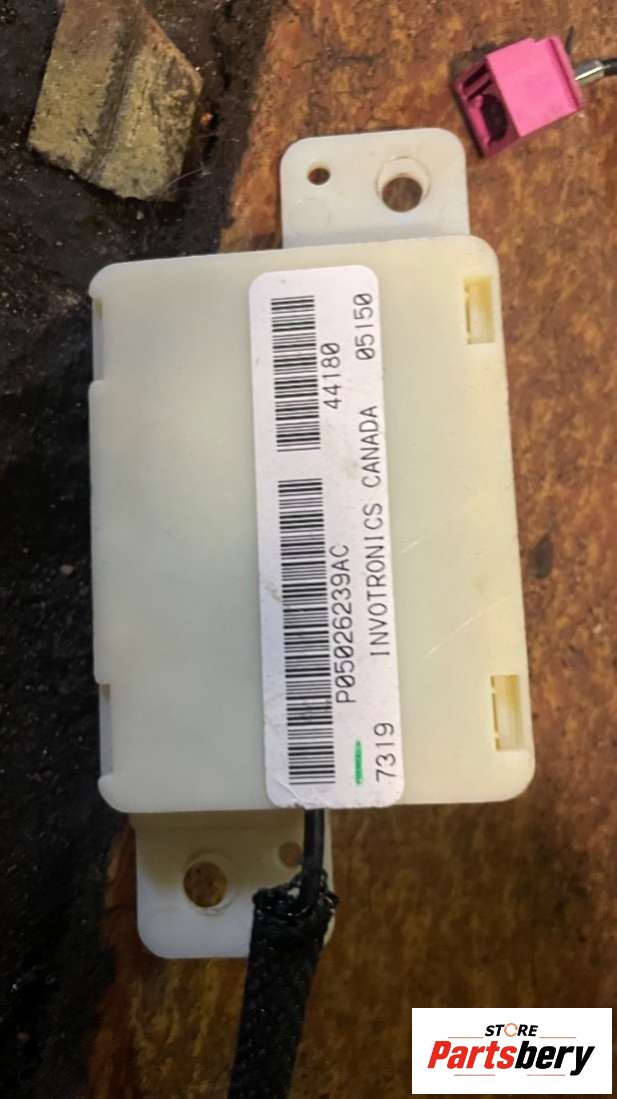 44180
P05026239AC
7319 INVOTRONICS CANADA 05150
STORE
Partsbery